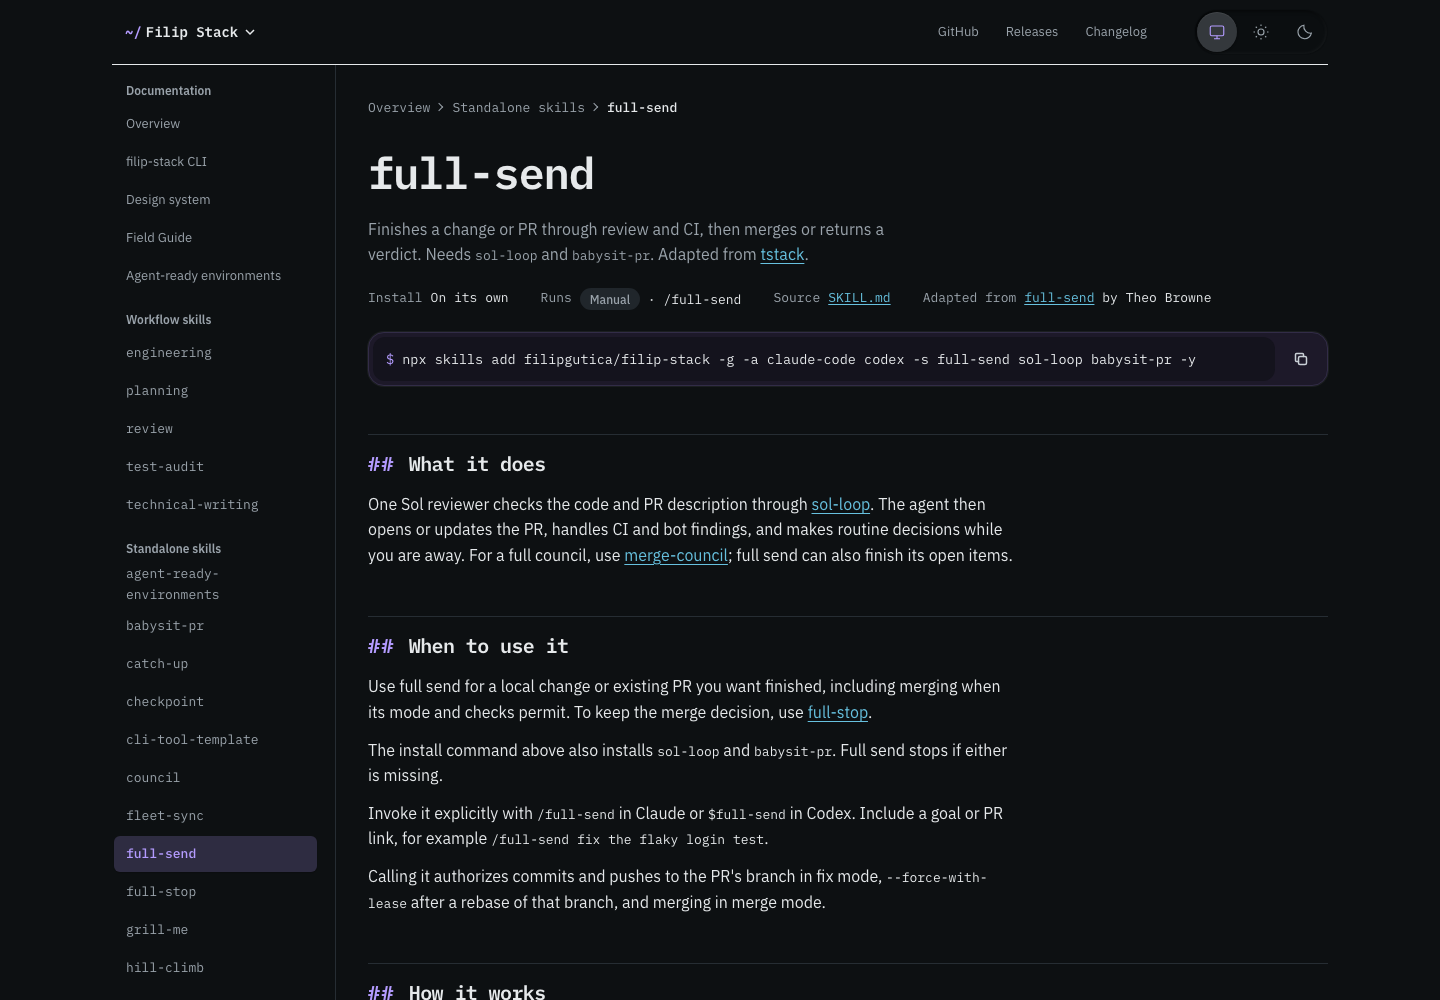 ~/ Filip Stack
GitHub
Releases
Changelog
Documentation
Overview
filip-stack CLI
Design system
Field Guide
Agent-ready environments
Workflow skills
engineering
planning
review
test-audit
technical-writing
Standalone skills
agent-ready-
environments
babysit-pr
catch-up
checkpoint
cli-tool-template
council
fleet-sync
full-send
full-stop
grill-me
hill-climb
Overview > Standalone skills > full-send
full-send
Finishes a change or PR through review and CI, then merges or returns a
verdict. Needs sol-loop and babysit-pr. Adapted from tstack.
Install On its own
Runs Manual · /full-send
Source SKILL.md
Adapted from full-send by Theo Browne
$ npx skills add filipgutica/filip-stack -g -a claude-code codex -s full-send sol-loop babysit-pr -y
## What it does
One Sol reviewer checks the code and PR description through sol-loop. The agent then
opens or updates the PR, handles CI and bot findings, and makes routine decisions while
you are away. For a full council, use merge-council; full send can also finish its open items.
## When to use it
Use full send for a local change or existing PR you want finished, including merging when
its mode and checks permit. To keep the merge decision, use full-stop.
The install command above also installs sol-loop and babysit-pr. Full send stops if either
is missing.
Invoke it explicitly with /full-send in Claude or $full-send in Codex. Include a goal or PR
link, for example /full-send fix the flaky login test.
Calling it authorizes commits and pushes to the PR's branch in fix mode, --force-with-
lease after a rebase of that branch, and merging in merge mode.
## How it works